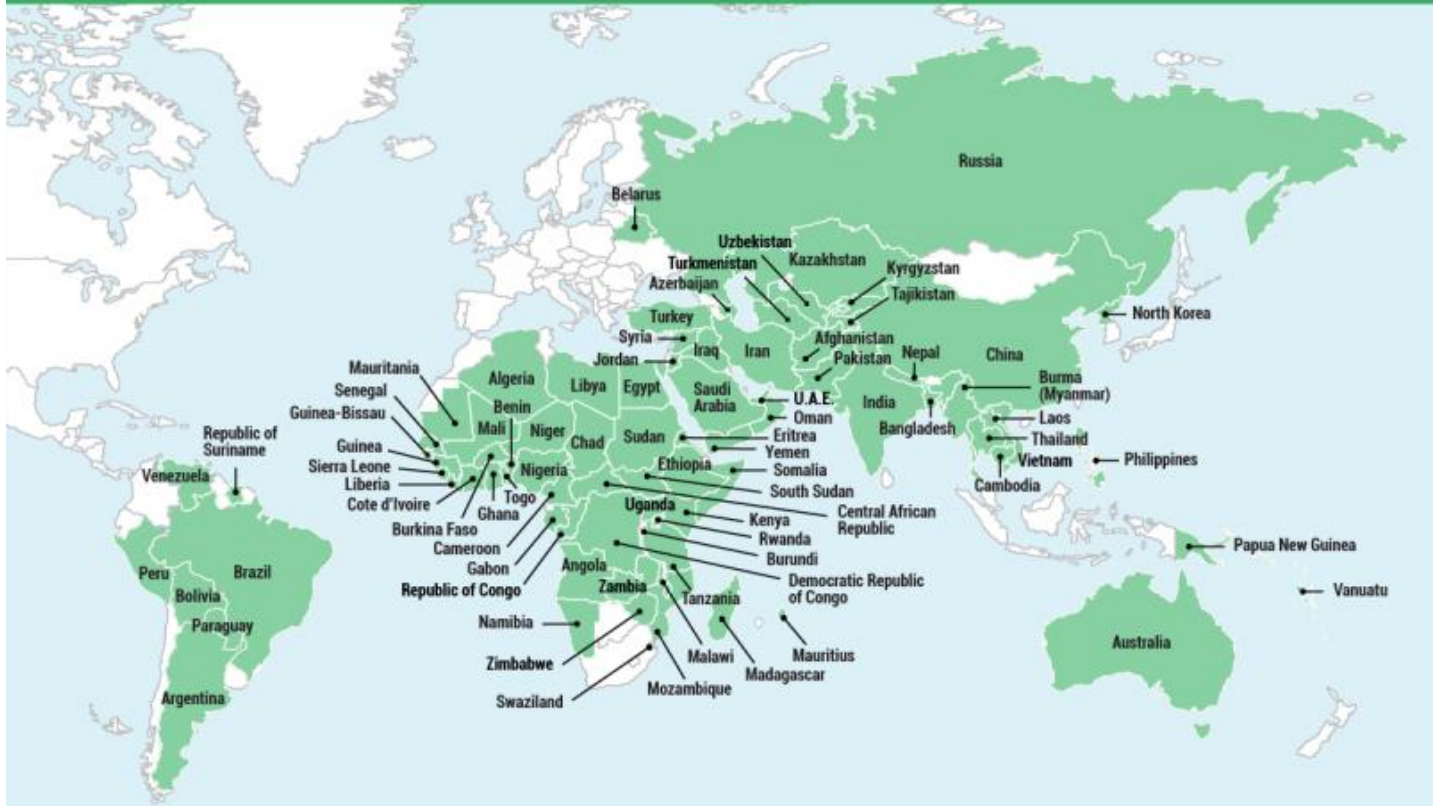 Russia
Belarus
Uzbekistan
Kazakhstan
Turkmenistan
Kyrgyzstan
Azerbaijan
Tajikistan
North Korea
Turkey
Syria
Afghanistan
Iraq
Iran
Nepal
China
Jordan
Pakistan
Mauritania
Algeria
Libya
Egypt
Saudi
Arabia
Burma
(Myanmar)
Senegal
U.A.E.
India
Benin
Oman
Laos
Guinea-Bissau
Mali
Niger
Chad
Sudan
Eritrea
Bangladesh
Thailand
Republic of
Suriname
Guinea
Yemen
Vietnam
Philippines
Sierra Leone
Nigeria
Ethiopia
Somalia
Venezuela
Liberia
Cambodia
Togo
South Sudan
Cote d'Ivoire
Ghana
Uganda
Central African
Republic
Burkina Faso
Kenya
Cameroon
Rwanda
Papua New Guinea
Burundi
Gabon
Angola
Peru
Brazil
Democratic Republic
of Congo
Republic of Congo
Zambia
Bolivia
Tanzania
Vanuatu
Paraguay
Namibia
Malawi
Mauritius
Australia
Zimbabwe
Madagascar
Mozambique
Argentina
Swaziland